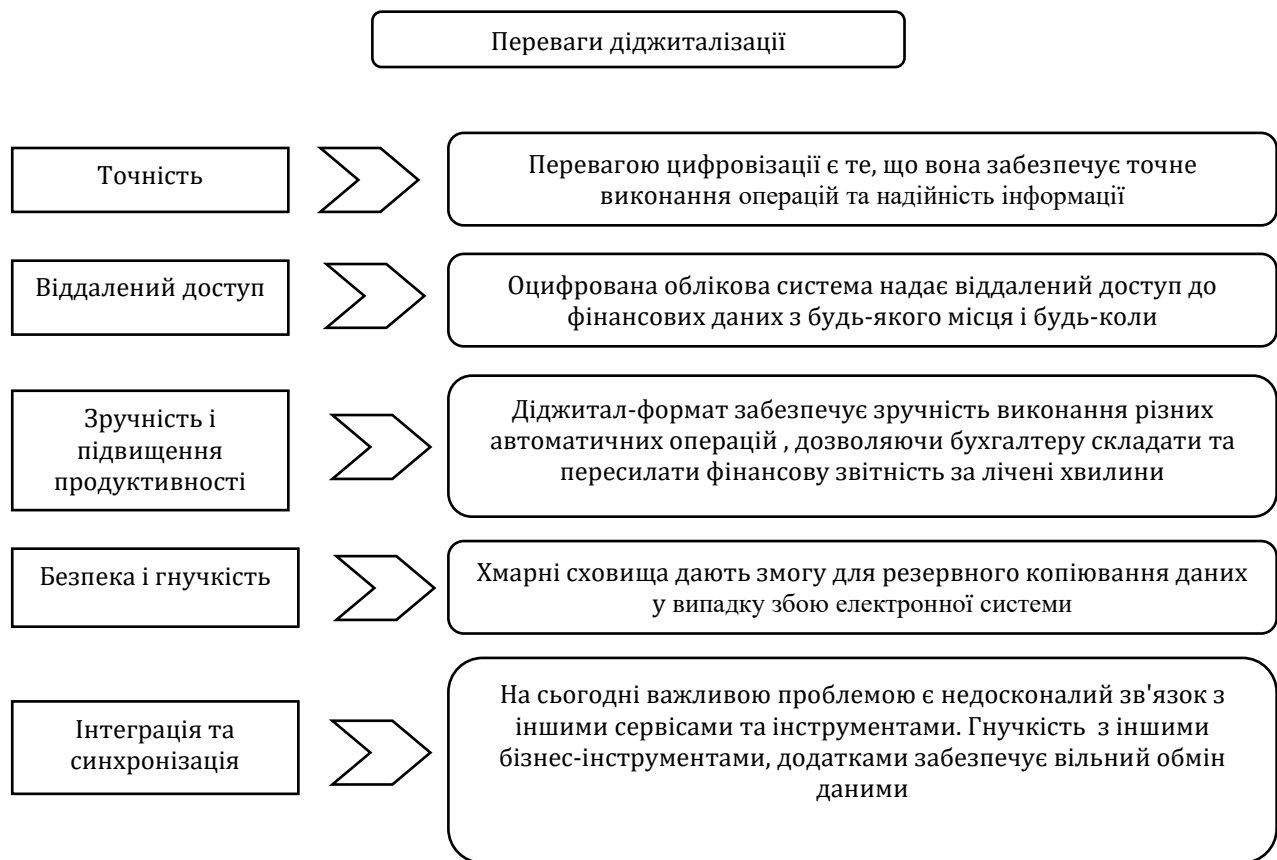 Переваги діджиталізації
Точність
Перевагою цифровізації є те, що вона забезпечує точне
виконання операцій та надійність інформації
Віддалений доступ
Оцифрована облікова система надає віддалений доступ до
фінансових даних з будь-якого місця і будь-коли
Зручність і
підвищення
продуктивності
Діджитал-формат забезпечує зручність виконання різних
автоматичних операцій , дозволяючи бухгалтеру складати та
пересилати фінансову звітність за лічені хвилини
Безпека і гнучкість
Хмарні сховища дають змогу для резервного копіювання даних
у випадку збою електронної системи
Інтеграція та
синхронізація
На сьогодні важливою проблемою є недосконалий зв'язок з
іншими сервісами та інструментами. Гнучкість  з іншими
бізнес-інструментами, додатками забезпечує вільний обмін
даними